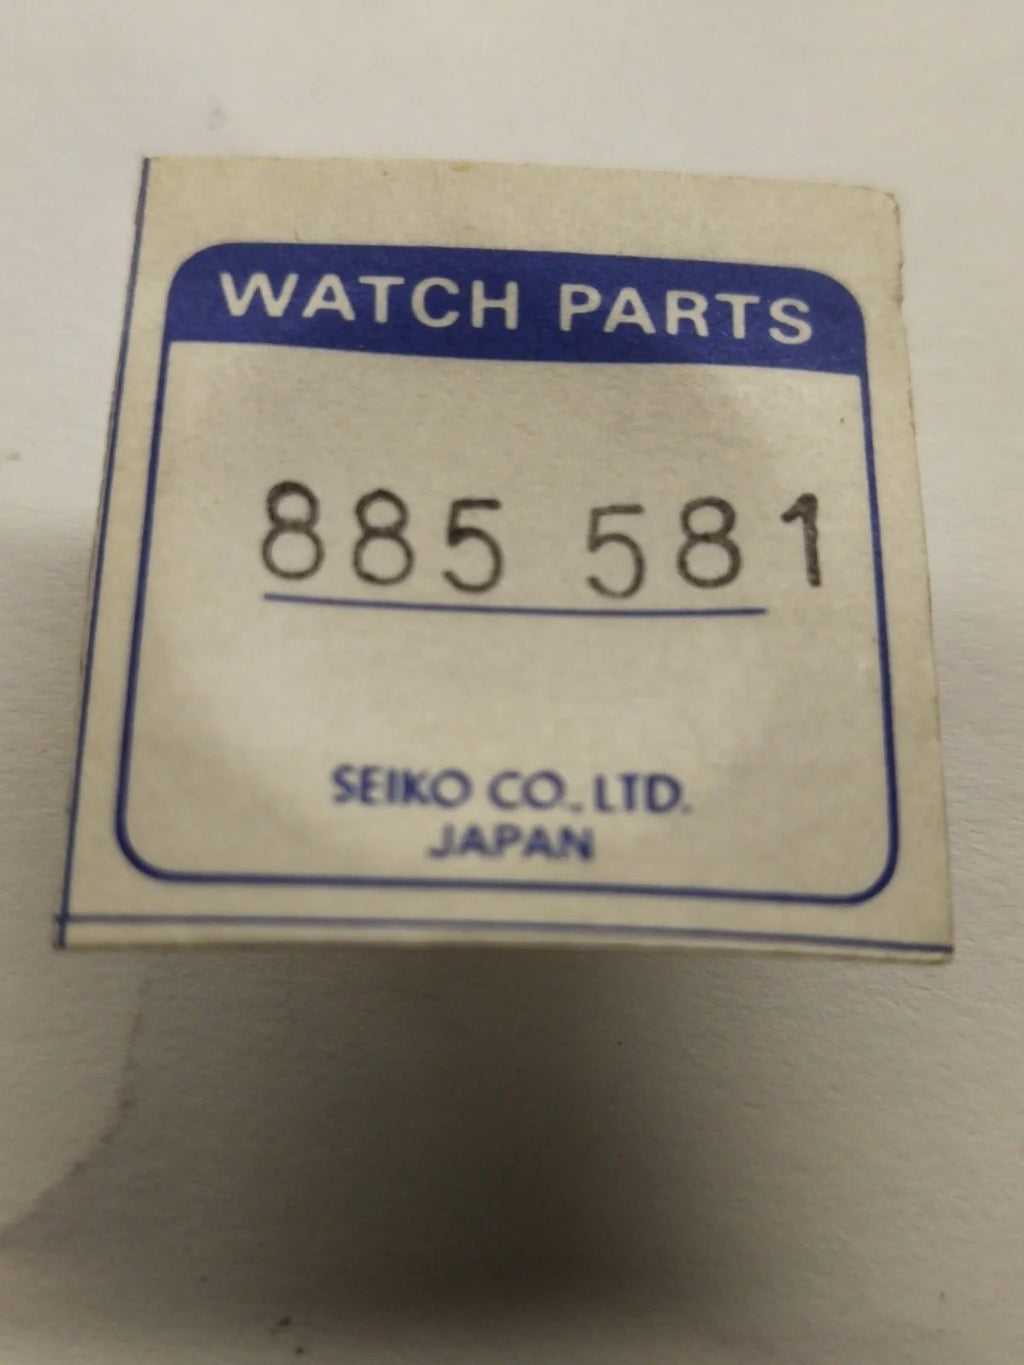 WATCH PARTS
885 581
SEIKO CO., LTD.
JAPAN